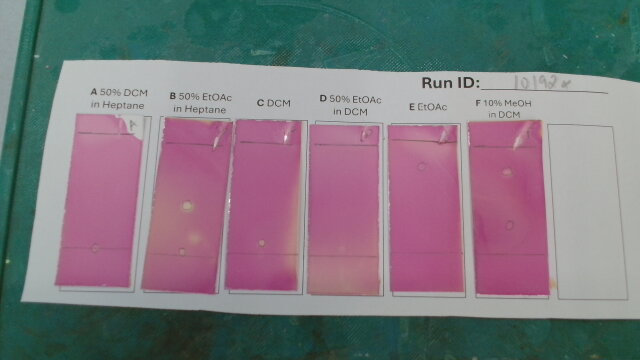 Run ID:
A 50% DCM
in Heptane
B 50% EtOAc
in Heptane
C DCM
D 50% EtOAc
in DCM
E EtOAc
F 10% MeOH
in DCM
A